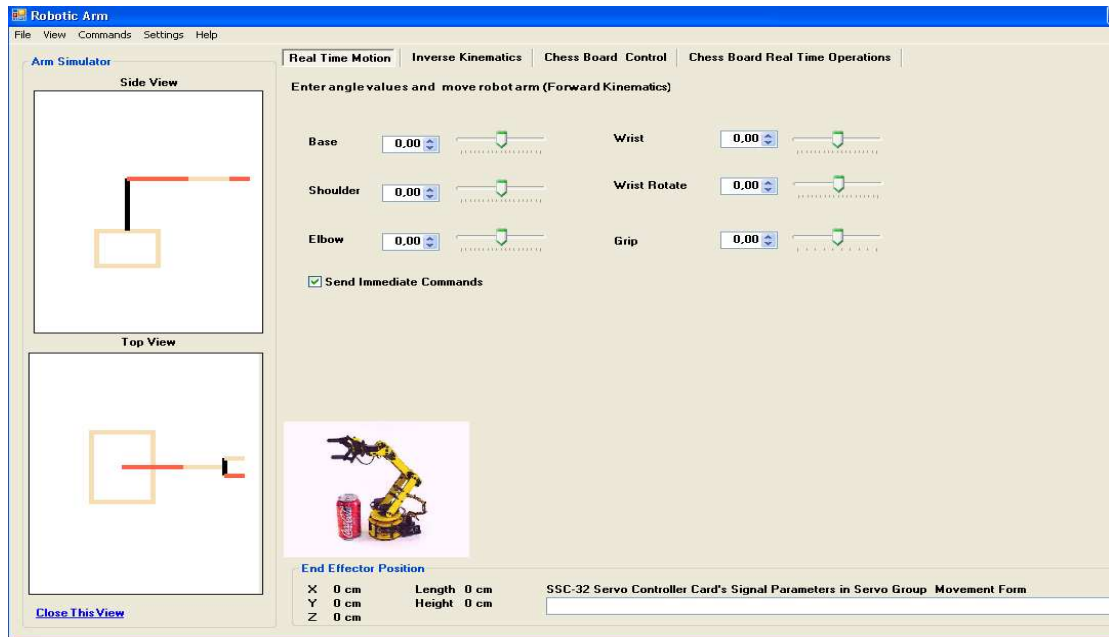 Robotic Arm
File View Commands Settings Help
Arm Simulator
Side View
Top View
Close This View
Real Time Motion Inverse Kinematics Chess Board Control Chess Board Real Time Operations
Enter angle values and move robot arm (Forward Kinematics)
Base 0,00 Wrist 0,00
Shoulder 0,00 Wrist Rotate 0,00
Elbow 0,00 Grip 0,00
Send Immediate Commands
Coca-Cola
End Effector Position
X 0 cm Length 0 cm SSC-32 Servo Controller Card's Signal Parameters in Servo Group Movement Form
Y 0 cm Height 0 cm
Z 0 cm